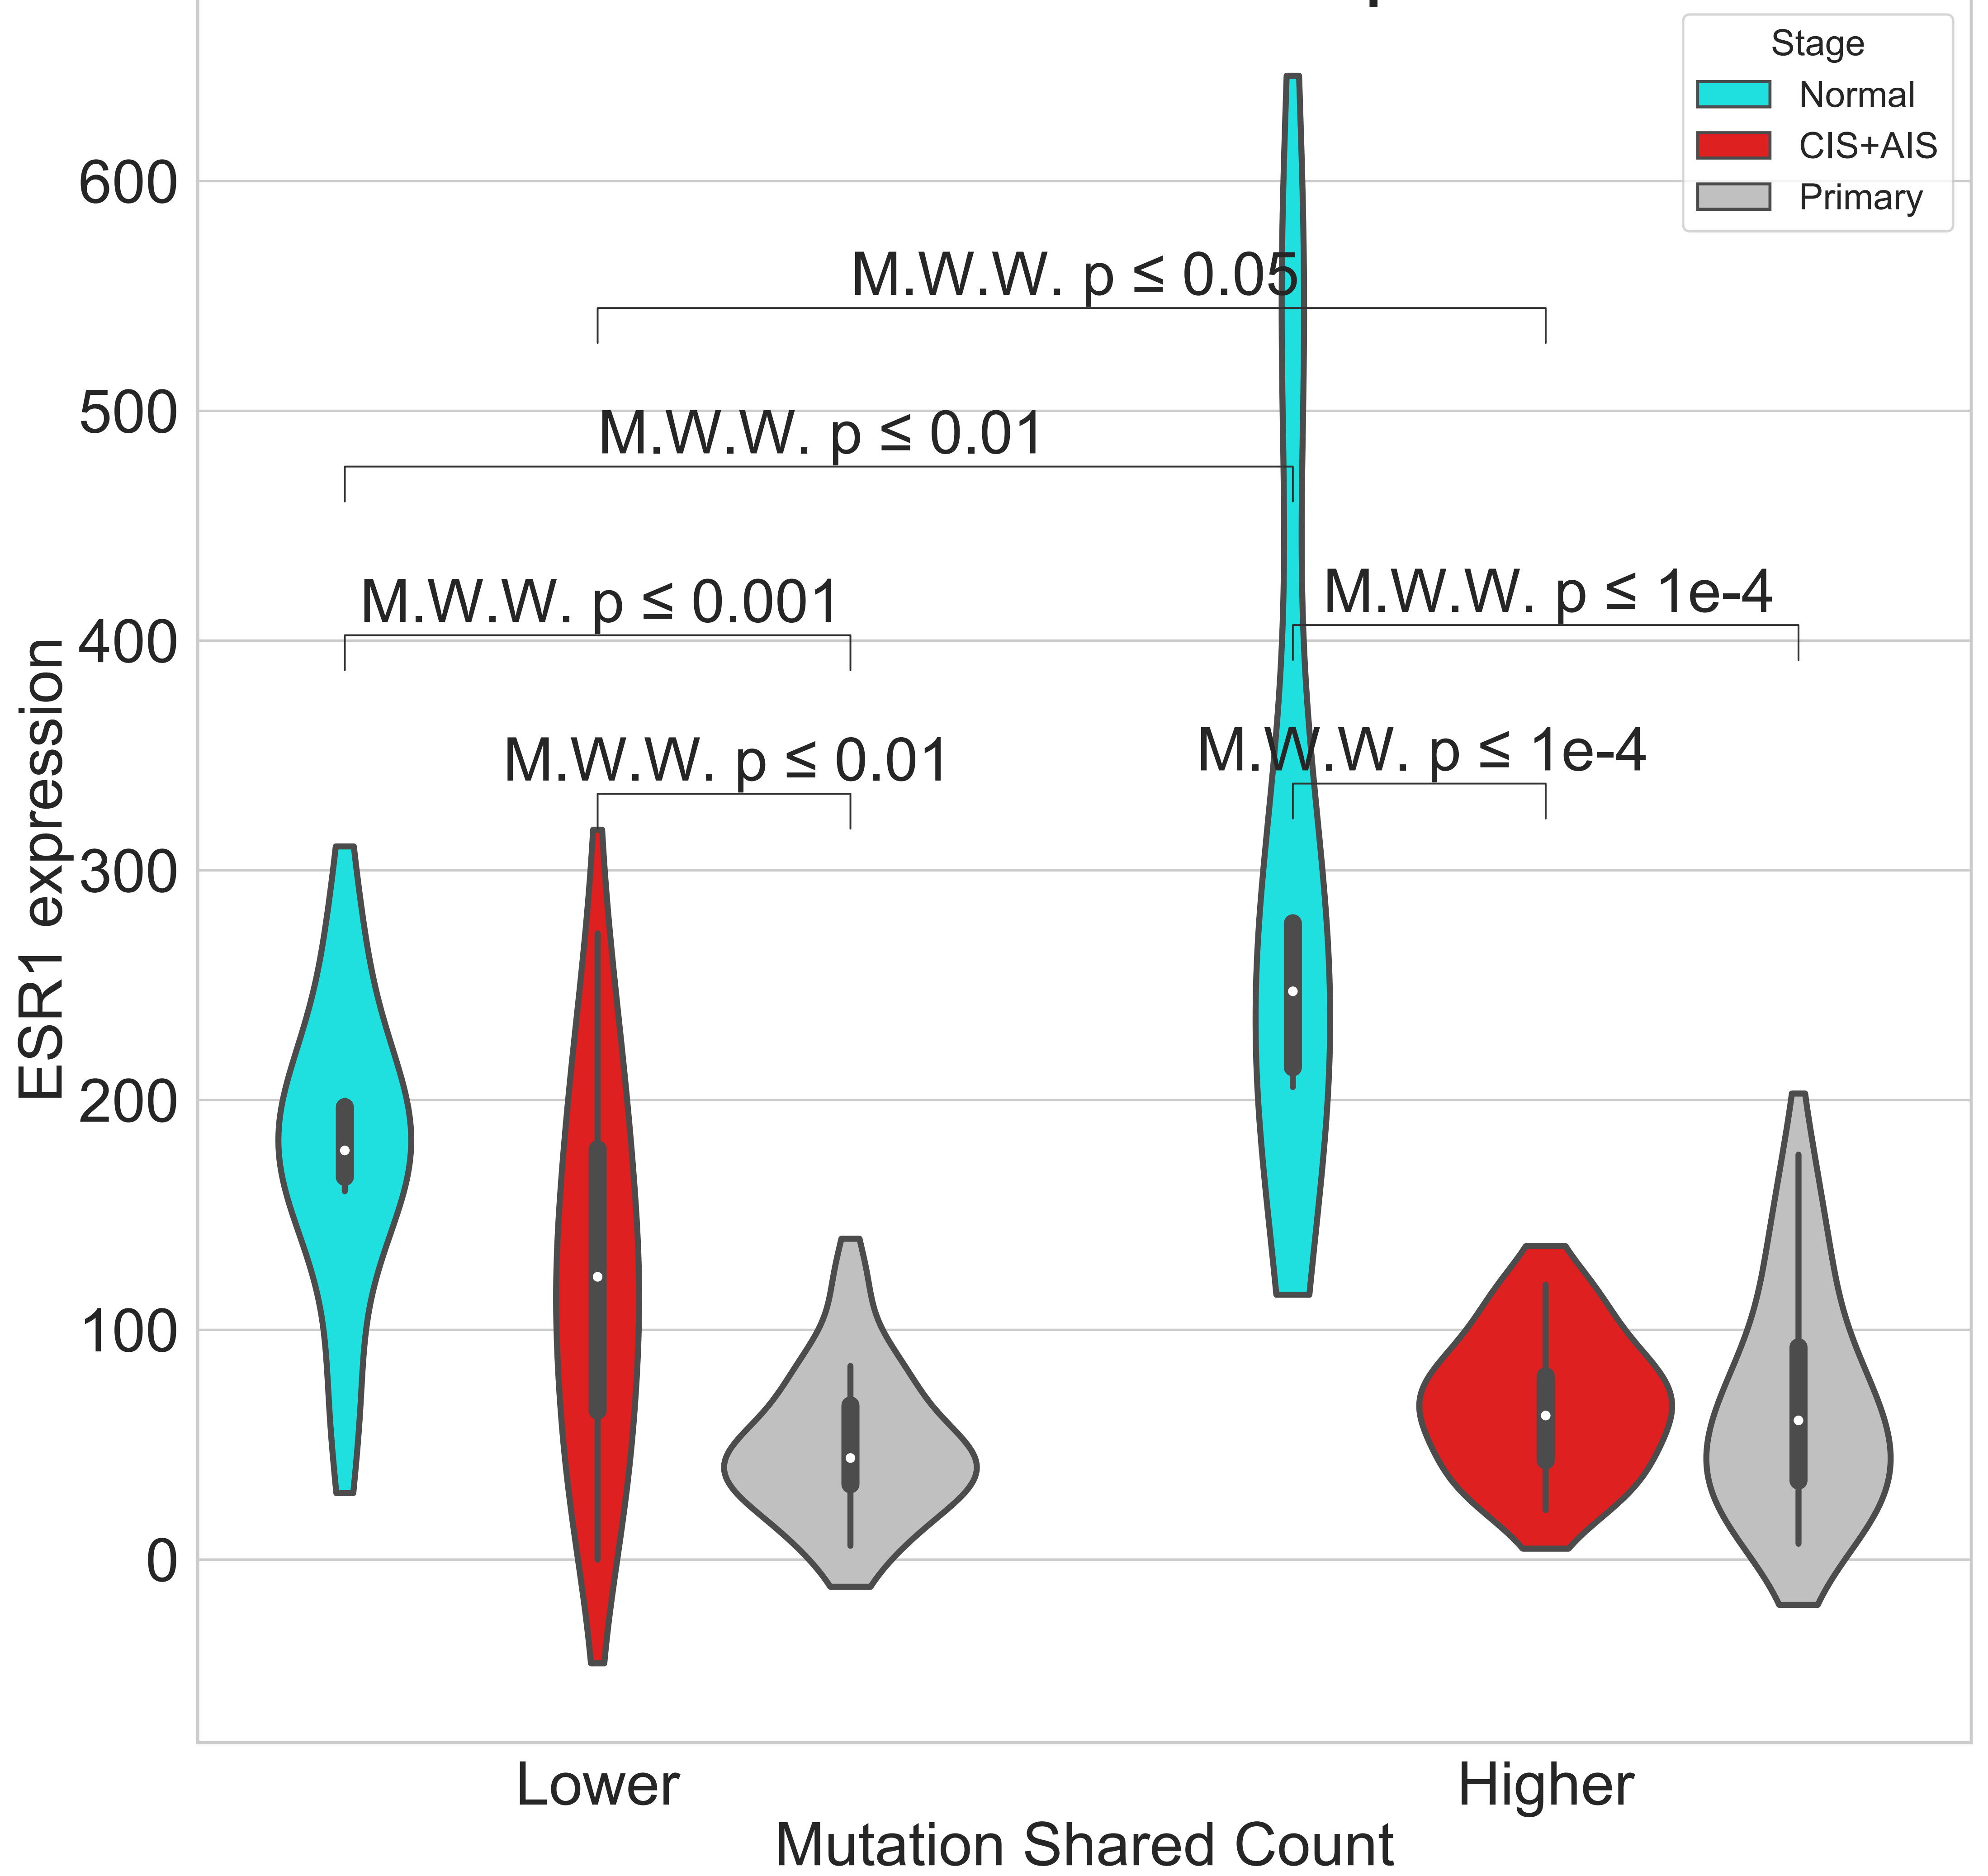 Stage
Normal
CIS+AIS
Primary
600
500
400
300
200
100
0
ESR1 expression
M.W.W. p ≤ 0.05
M.W.W. p ≤ 0.01
M.W.W. p ≤ 0.001
M.W.W. p ≤ 1e-4
M.W.W. p ≤ 0.01
M.W.W. p ≤ 1e-4
Lower
Higher
Mutation Shared Count